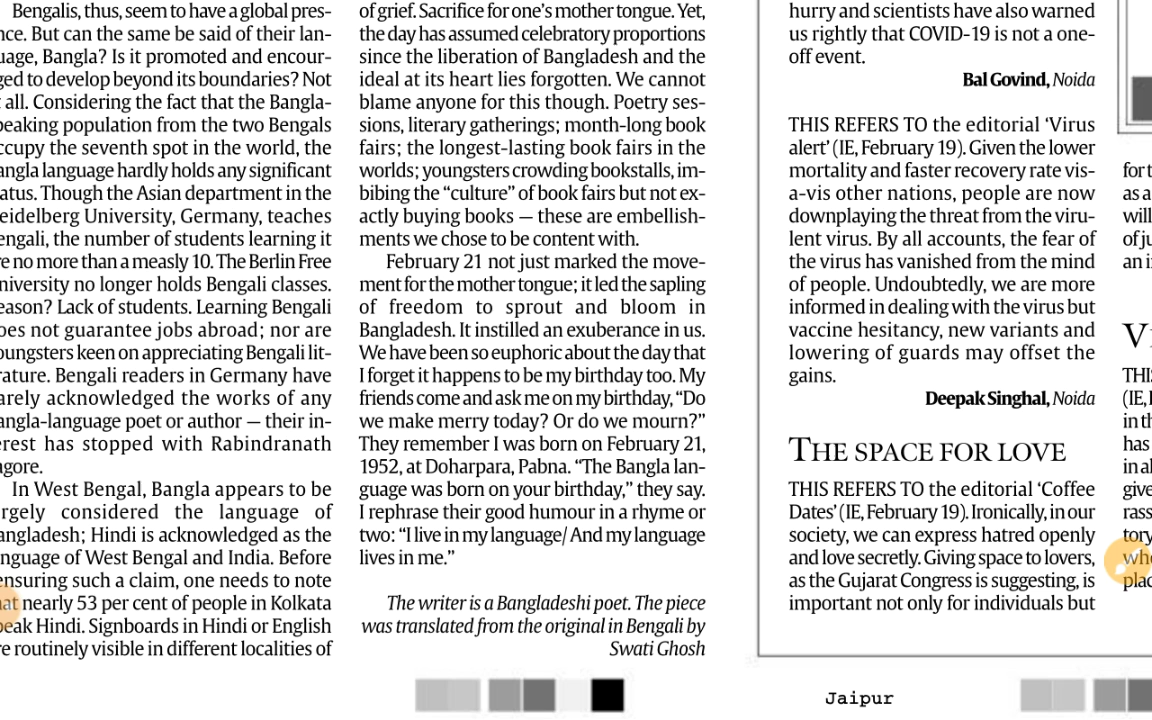 Bengalis, thus, seem to have a global pres-
nce. But can the same be said of their lan-
uage, Bangla? Is it promoted and encour-
ged to develop beyond its boundaries? Not
all. Considering the fact that the Bangla-
peaking population from the two Bengals
ccupy the seventh spot in the world, the
angla language hardly holds any significant
atus. Though the Asian department in the
eidelberg University, Germany, teaches
engali, the number of students learning it
e no more than a measly 10. The Berlin Free
niversity no longer holds Bengali classes.
eason? Lack of students. Learning Bengali
oes not guarantee jobs abroad; nor are
oungsters keen on appreciating Bengali lit-
rature. Bengali readers in Germany have
arely acknowledged the works of any
angla-language poet or author — their in-
erest has stopped with Rabindranath
agore.
In West Bengal, Bangla appears to be
rgely considered the language of
angladesh; Hindi is acknowledged as the
nguage of West Bengal and India. Before
ensuring such a claim, one needs to note
at nearly 53 per cent of people in Kolkata
peak Hindi. Signboards in Hindi or English
re routinely visible in different localities of
of grief. Sacrifice for one's mother tongue. Yet,
the day has assumed celebratory proportions
since the liberation of Bangladesh and the
ideal at its heart lies forgotten. We cannot
blame anyone for this though. Poetry ses-
sions, literary gatherings; month-long book
fairs; the longest-lasting book fairs in the
worlds; youngsters crowding bookstalls, im-
bibing the “culture” of book fairs but not ex-
actly buying books — these are embellish-
ments we chose to be content with.
February 21 not just marked the move-
ment for the mother tongue; it led the sapling
of freedom to sprout and bloom in
Bangladesh. It instilled an exuberance in us.
We have been so euphoric about the day that
I forget it happens to be my birthday too. My
friends come and ask me on my birthday, “Do
we make merry today? Or do we mourn?”
They remember I was born on February 21,
1952, at Doharpara, Pabna. “The Bangla lan-
guage was born on your birthday,” they say.
I rephrase their good humour in a rhyme or
two: “I live in my language/ And my language
lives in me.”
The writer is a Bangladeshi poet. The piece
was translated from the original in Bengali by
Swati Ghosh
hurry and scientists have also warned
us rightly that COVID-19 is not a one-
off event.
Bal Govind, Noida
THIS REFERS TO the editorial ‘Virus
alert’ (IE, February 19). Given the lower
mortality and faster recovery rate vis-
a-vis other nations, people are now
downplaying the threat from the viru-
lent virus. By all accounts, the fear of
the virus has vanished from the mind
of people. Undoubtedly, we are more
informed in dealing with the virus but
vaccine hesitancy, new variants and
lowering of guards may offset the
gains.
Deepak Singhal, Noida
THE SPACE FOR LOVE
THIS REFERS TO the editorial ‘Coffee
Dates’ (IE, February 19). Ironically, in our
society, we can express hatred openly
and love secretly. Giving space to lovers,
as the Gujarat Congress is suggesting, is
important not only for individuals but
for t
as a
will
of ju
an i
V
THIS
(IE, 
in th
has
in al
give
rass
tory
who
plac
Jaipur